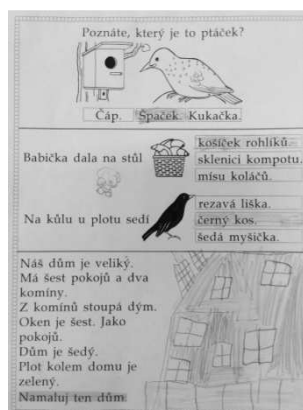 Poznáte, který je to ptáček?
Čáp. Špaček. Kukačka.
košíček rohlíků.
Babička dala na stůl sklenici kompotu.
mísu koláčů.
rezavá liška.
Na kůlu u plotu sedí černý kos.
šedá myšička.
Náš dům je veliký.
Má šest pokojů a dva
komíny.
Z komínů stoupá dým.
Oken je šest. Jako
pokojů.
Dům je šedý.
Plot kolem domu je
zelený.
Namaluj ten dům.